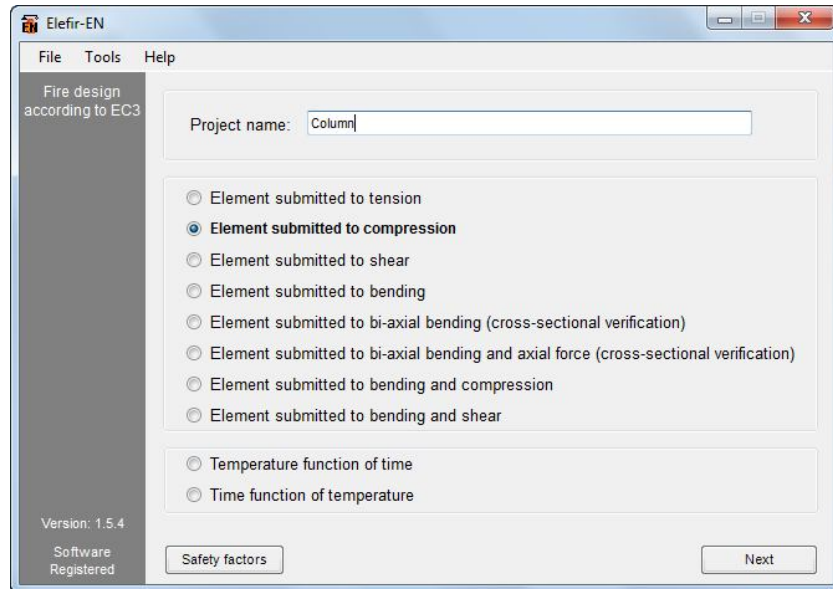 Elefir-EN
File Tools Help
Fire design
according to EC3
Project name: Column
Element submitted to tension
Element submitted to compression
Element submitted to shear
Element submitted to bending
Element submitted to bi-axial bending (cross-sectional verification)
Element submitted to bi-axial bending and axial force (cross-sectional verification)
Element submitted to bending and compression
Element submitted to bending and shear
Temperature function of time
Time function of temperature
Version: 1.5.4
Software
Registered
Safety factors
Next